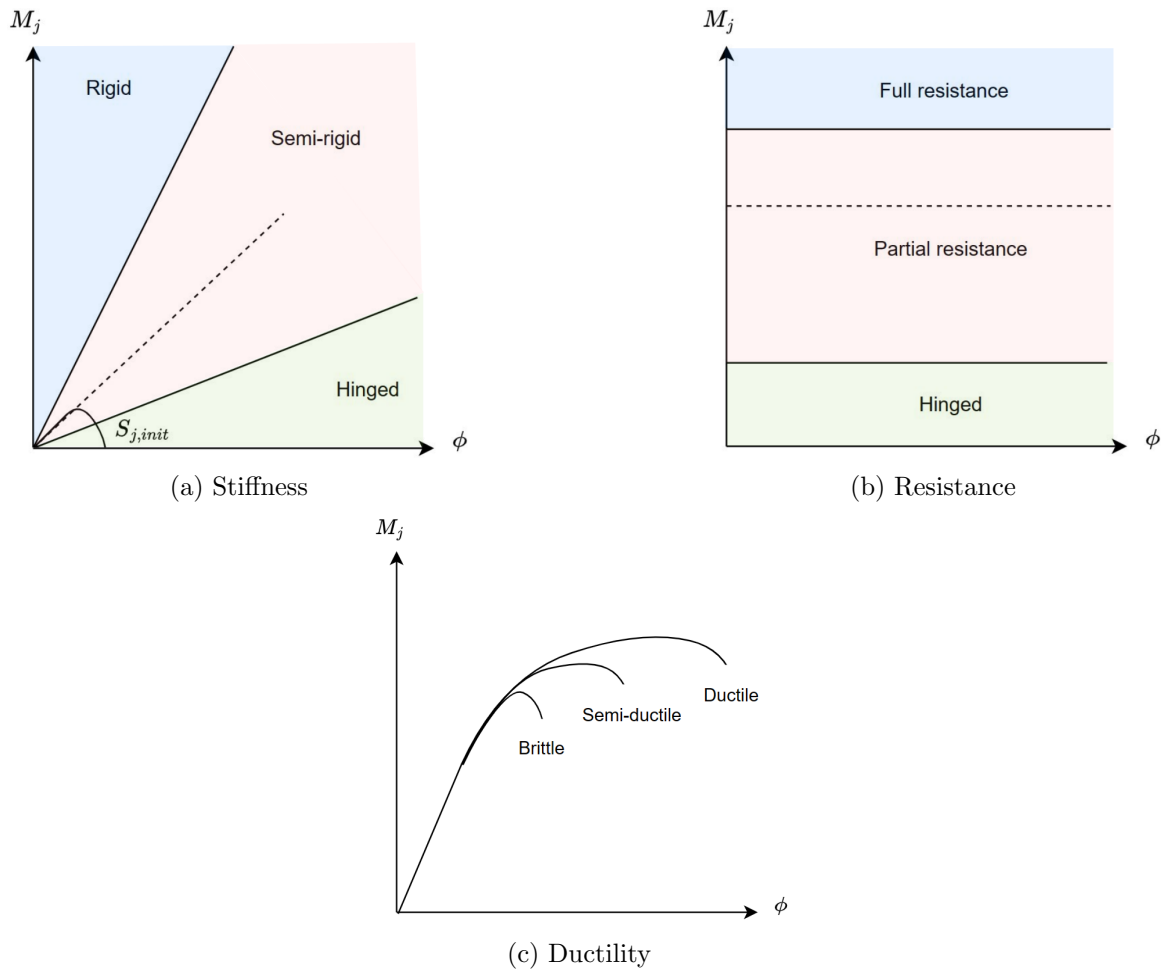 M_j
Rigid
Semi-rigid
Hinged
S_{j,init}
ϕ
(a) Stiffness
M_j
Full resistance
Partial resistance
Hinged
ϕ
(b) Resistance
M_j
Ductile
Semi-ductile
Brittle
ϕ
(c) Ductility